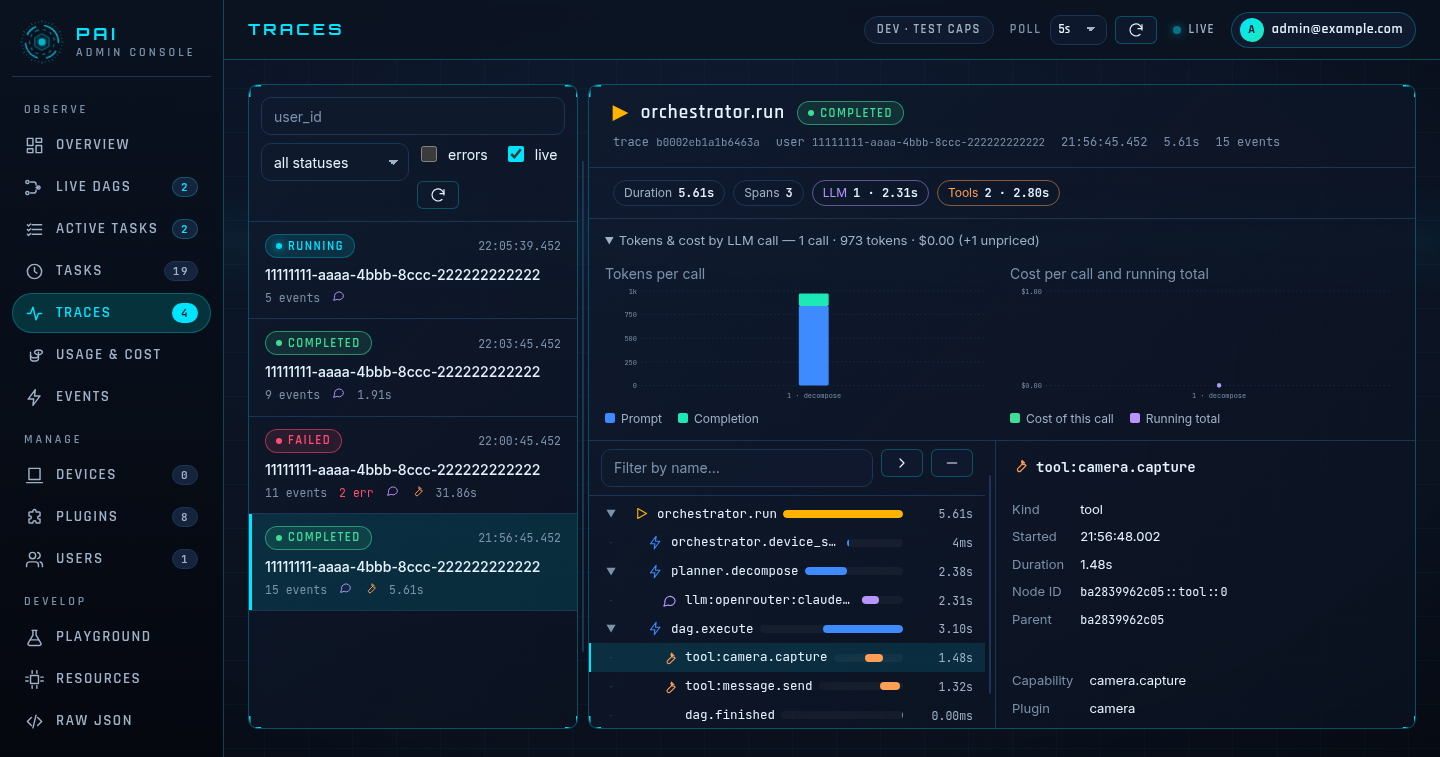 PAI
ADMIN CONSOLE
OBSERVE
OVERVIEW
LIVE DAGS 2
ACTIVE TASKS 2
TASKS 19
TRACES 4
USAGE & COST
EVENTS
MANAGE
DEVICES 0
PLUGINS 8
USERS 1
DEVELOP
PLAYGROUND
RESOURCES
RAW JSON
TRACES
DEV · TEST CAPS
POLL 5s
LIVE
A admin@example.com
user_id
all statuses errors live
RUNNING 22:05:39.452
11111111-aaaa-4bbb-8ccc-222222222222
5 events
COMPLETED 22:03:45.452
11111111-aaaa-4bbb-8ccc-222222222222
9 events 1.91s
FAILED 22:00:45.452
11111111-aaaa-4bbb-8ccc-222222222222
11 events 2 err 31.86s
COMPLETED 21:56:45.452
11111111-aaaa-4bbb-8ccc-222222222222
15 events 5.61s
orchestrator.run COMPLETED
trace b0002eb1a1b6463a user 11111111-aaaa-4bbb-8ccc-222222222222 21:56:45.452 5.61s 15 events
Duration 5.61s Spans 3 LLM 1 · 2.31s Tools 2 · 2.80s
Tokens & cost by LLM call — 1 call · 973 tokens · $0.00 (+1 unpriced)
Tokens per call
1k
750
500
250
0
1 · decompose
Prompt Completion
Cost per call and running total
$1.00
$0.00
1 · decompose
Cost of this call Running total
Filter by name...
orchestrator.run 5.61s
orchestrator.device_s… 4ms
planner.decompose 2.38s
llm:openrouter:claude… 2.31s
dag.execute 3.10s
tool:camera.capture 1.48s
tool:message.send 1.32s
dag.finished 0.00ms
tool:camera.capture
Kind tool
Started 21:56:48.002
Duration 1.48s
Node ID ba2839962c05::tool::0
Parent ba2839962c05
Capability camera.capture
Plugin camera